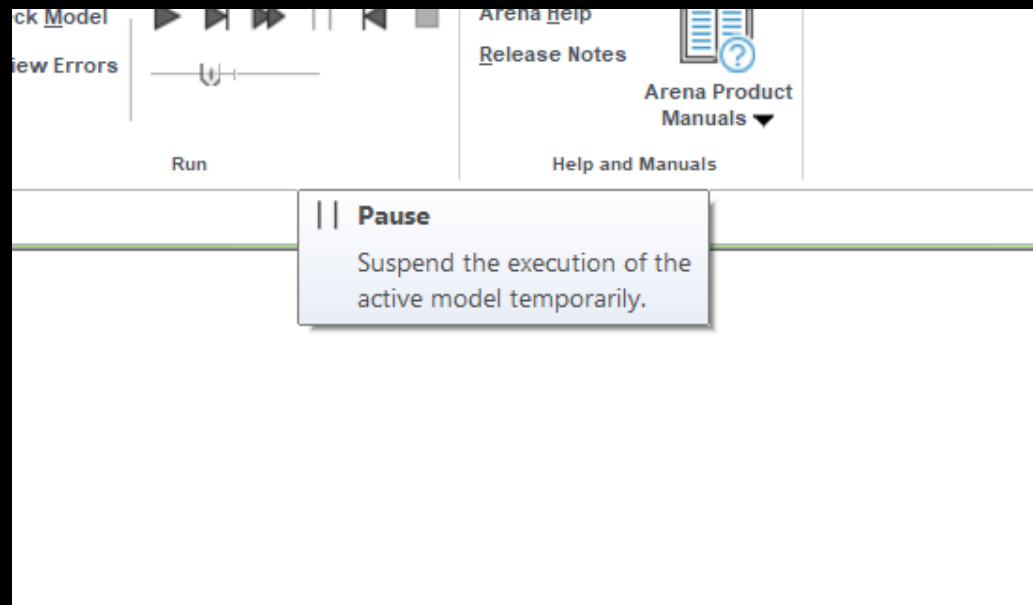 ck Model
iew Errors
Run
Arena Help
Release Notes
Arena Product
Manuals
Help and Manuals
Pause
Suspend the execution of the
active model temporarily.